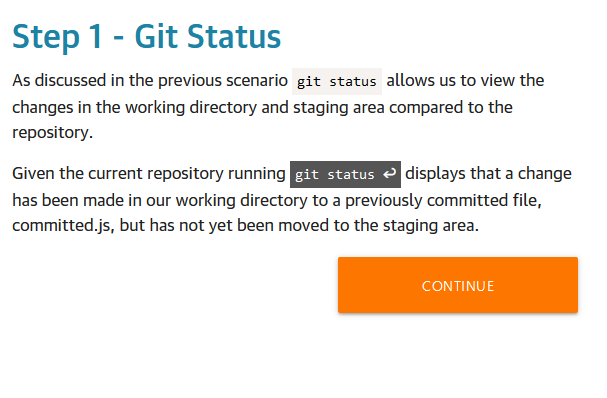 Step 1 - Git Status
As discussed in the previous scenario git status allows us to view the
changes in the working directory and staging area compared to the
repository.
Given the current repository running git status ↩ displays that a change
has been made in our working directory to a previously committed file,
committed.js, but has not yet been moved to the staging area.
CONTINUE